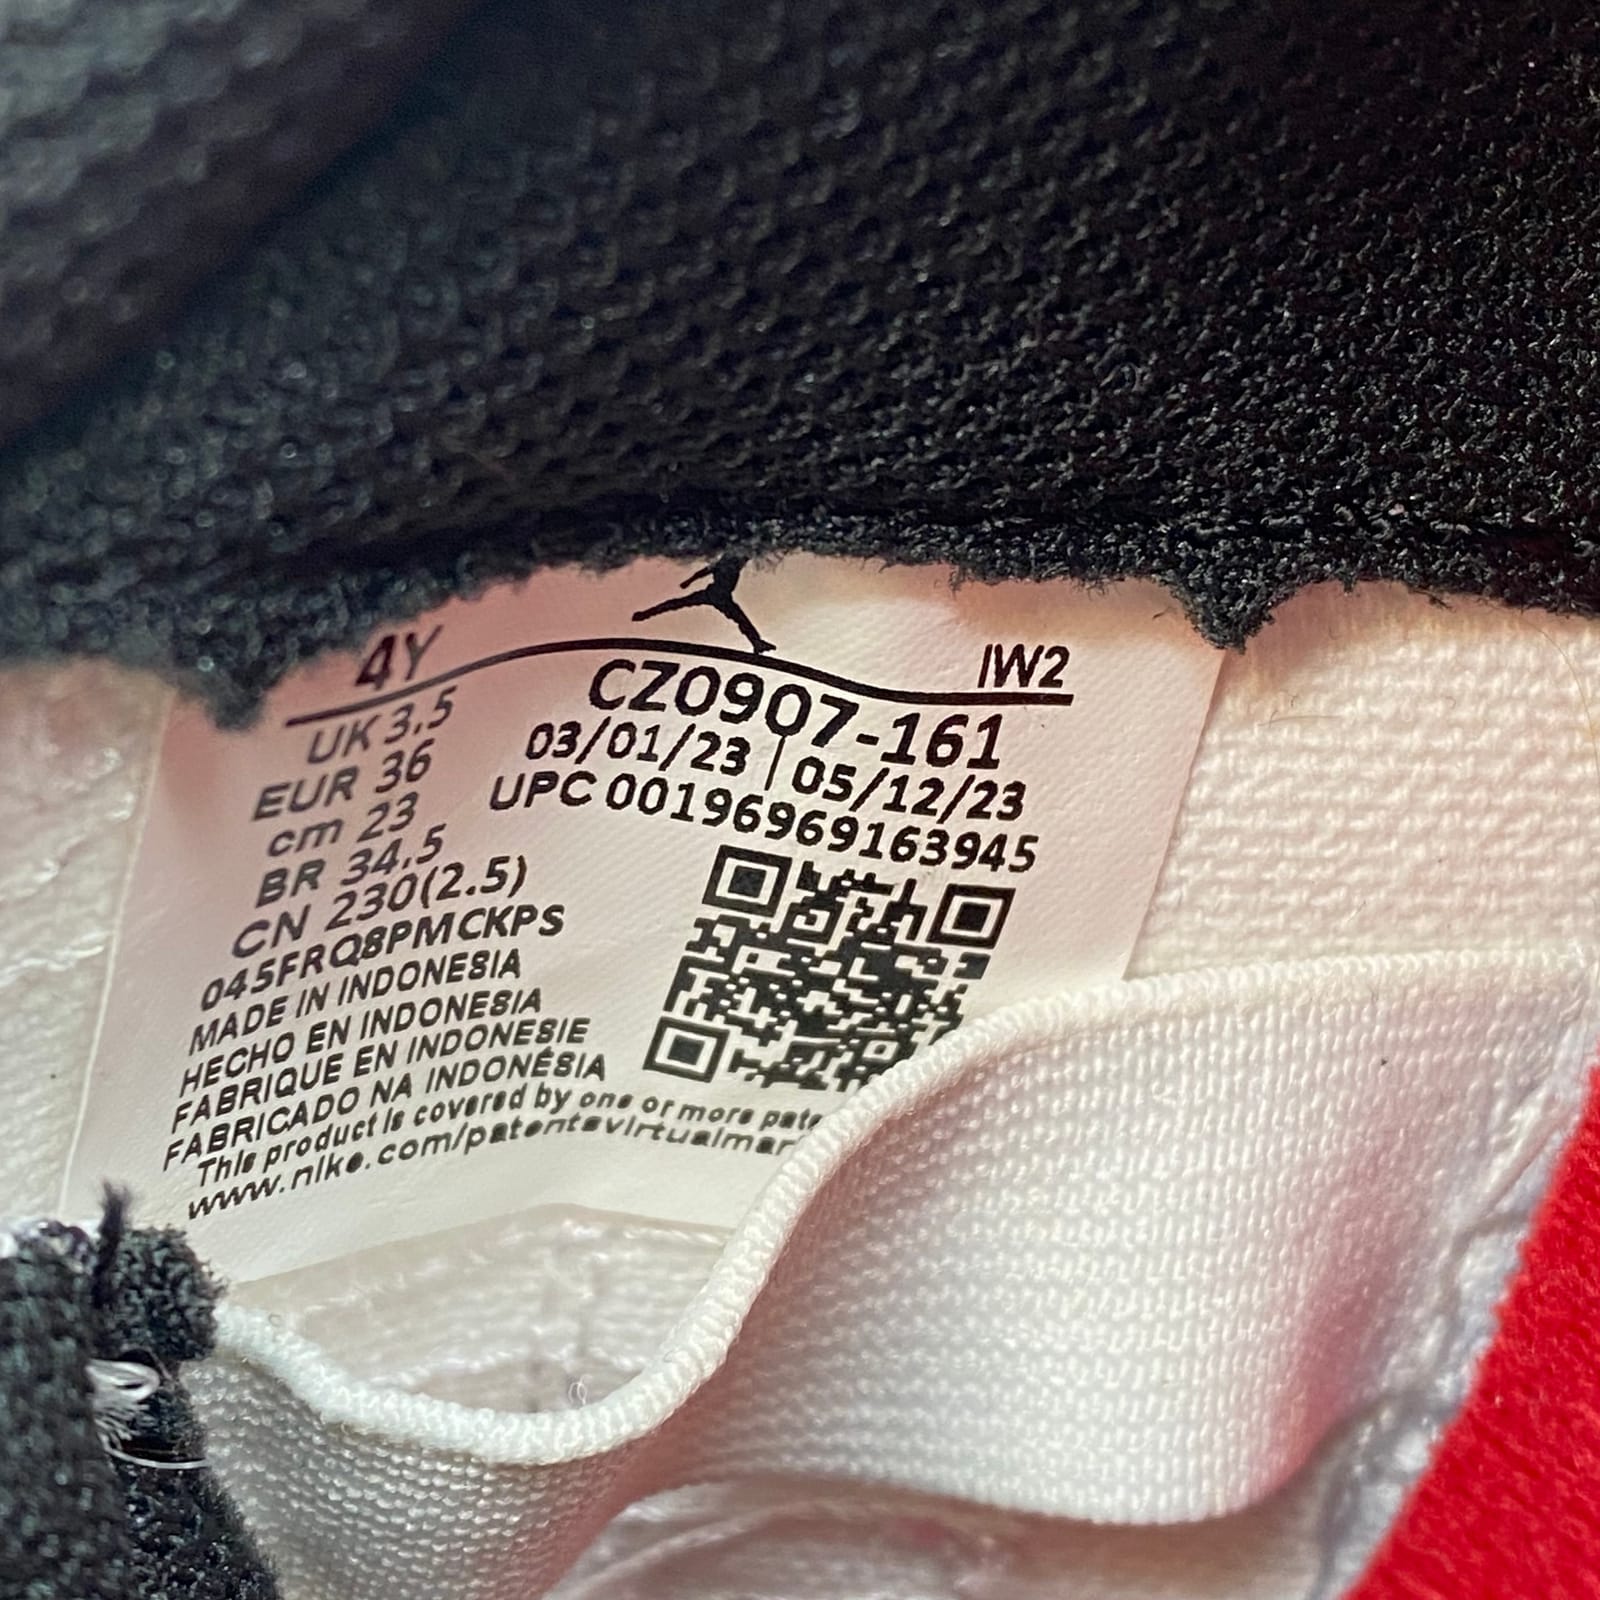 4Y
IW2
UK 3.5
EUR 36
cm 23
BR 34.5
CN 230(2.5)
CZ0907-161
03/01/23 | 05/12/23
UPC 00196969163945
045FRQ8PMCKPS
MADE IN INDONESIA
HECHO EN INDONESIA
FABRIQUE EN INDONESIE
FABRICADO NA INDONÉSIA
This product is covered by one or more
www.nike.com/patentsvirtualmar